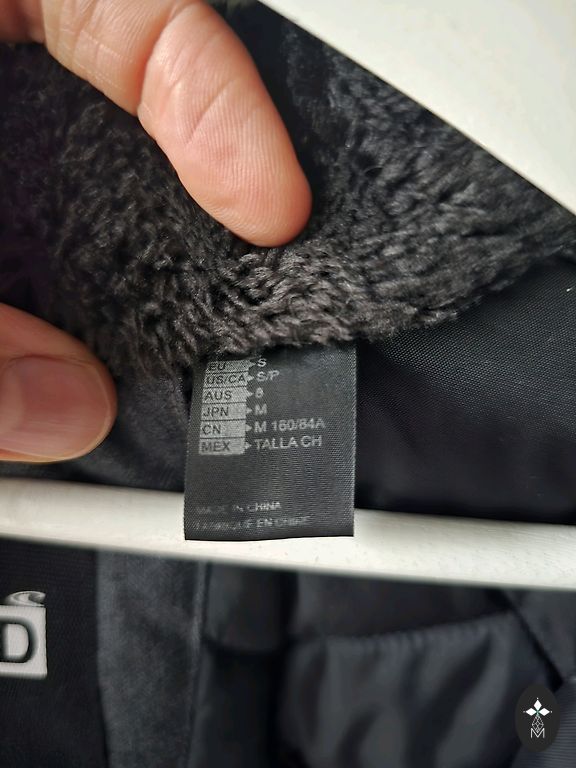 EU S
US/CA S/P
AUS 8
JPN M
CN M 160/84A
MEX TALLA CH
MADE IN CHINA
FABRIQUÉ EN CHINE
D
M